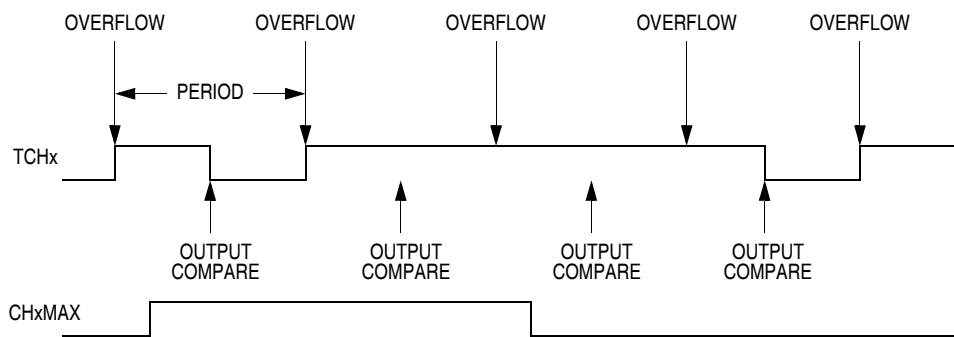 OVERFLOW OVERFLOW OVERFLOW OVERFLOW OVERFLOW
PERIOD
TCHx
OUTPUT OUTPUT OUTPUT OUTPUT
COMPARE COMPARE COMPARE COMPARE
CHxMAX